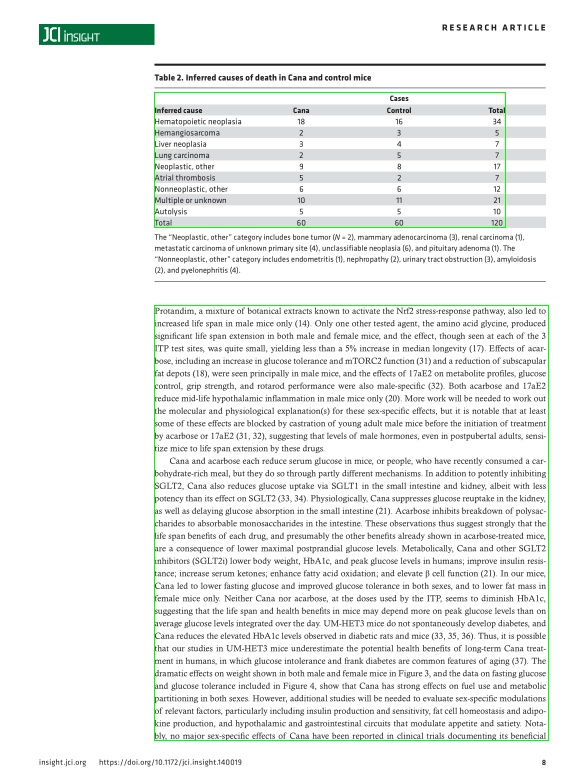 JCI insight
RESEARCH ARTICLE
Table 2. Inferred causes of death in Cana and control mice
Cases
Inferred cause Cana Control Total
Hematopoietic neoplasia 18 16 34
Hemangiosarcoma 2 3 5
Liver neoplasia 3 4 7
Lung carcinoma 2 5 7
Neoplastic, other 9 8 17
Atrial thrombosis 5 2 7
Nonneoplastic, other 6 6 12
Multiple or unknown 10 11 21
Autolysis 5 5 10
Total 60 60 120
The “Neoplastic, other” category includes bone tumor (N = 2), mammary adenocarcinoma (3), renal carcinoma (1),
metastatic carcinoma of unknown primary site (4), unclassifiable neoplasia (6), and pituitary adenoma (1). The
“Nonneoplastic, other” category includes endometritis (1), nephropathy (2), urinary tract obstruction (3), amyloidosis
(2), and pyelonephritis (4).
Protandim, a mixture of botanical extracts known to activate the Nrf2 stress-response pathway, also led to
increased life span in male mice only (14). Only one other tested agent, the amino acid glycine, produced
significant life span extension in both male and female mice, and the effect, though seen at each of the 3
ITP test sites, was quite small, yielding less than a 5% increase in median longevity (17). Effects of acar-
bose, including an increase in glucose tolerance and mTORC2 function (31) and a reduction of subscapular
fat depots (18), were seen principally in male mice, and the effects of 17aE2 on metabolite profiles, glucose
control, grip strength, and rotarod performance were also male-specific (32). Both acarbose and 17aE2
reduce mid-life hypothalamic inflammation in male mice only (20). More work will be needed to work out
the molecular and physiological explanation(s) for these sex-specific effects, but it is notable that at least
some of these effects are blocked by castration of young adult male mice before the initiation of treatment
by acarbose or 17aE2 (31, 32), suggesting that levels of male hormones, even in postpubertal adults, sensi-
tize mice to life span extension by these drugs.
Cana and acarbose each reduce serum glucose in mice, or people, who have recently consumed a car-
bohydrate-rich meal, but they do so through partly different mechanisms. In addition to potently inhibiting
SGLT2, Cana also reduces glucose uptake via SGLT1 in the small intestine and kidney, albeit with less
potency than its effect on SGLT2 (33, 34). Physiologically, Cana suppresses glucose reuptake in the kidney,
as well as delaying glucose absorption in the small intestine (21). Acarbose inhibits breakdown of polysac-
charides to absorbable monosaccharides in the intestine. These observations thus suggest strongly that the
life span benefits of each drug, and presumably the other benefits already shown in acarbose-treated mice,
are a consequence of lower maximal postprandial glucose levels. Metabolically, Cana and other SGLT2
inhibitors (SGLT2i) lower body weight, HbA1c, and peak glucose levels in humans; improve insulin resis-
tance; increase serum ketones; enhance fatty acid oxidation; and elevate β cell function (21). In our mice,
Cana led to lower fasting glucose and improved glucose tolerance in both sexes, and to lower fat mass in
female mice only. Neither Cana nor acarbose, at the doses used by the ITP, seems to diminish HbA1c,
suggesting that the life span and health benefits in mice may depend more on peak glucose levels than on
average glucose levels integrated over the day. UM-HET3 mice do not spontaneously develop diabetes, and
Cana reduces the elevated HbA1c levels observed in diabetic rats and mice (33, 35, 36). Thus, it is possible
that our studies in UM-HET3 mice underestimate the potential health benefits of long-term Cana treat-
ment in humans, in which glucose intolerance and frank diabetes are common features of aging (37). The
dramatic effects on weight shown in both male and female mice in Figure 3, and the data on fasting glucose
and glucose tolerance included in Figure 4, show that Cana has strong effects on fuel use and metabolic
partitioning in both sexes. However, additional studies will be needed to evaluate sex-specific modulations
of relevant factors, particularly including insulin production and sensitivity, fat cell homeostasis and adipo-
kine production, and hypothalamic and gastrointestinal circuits that modulate appetite and satiety. Nota-
bly, no major sex-specific effects of Cana have been reported in clinical trials documenting its beneficial
insight.jci.org https://doi.org/10.1172/jci.insight.140019
8